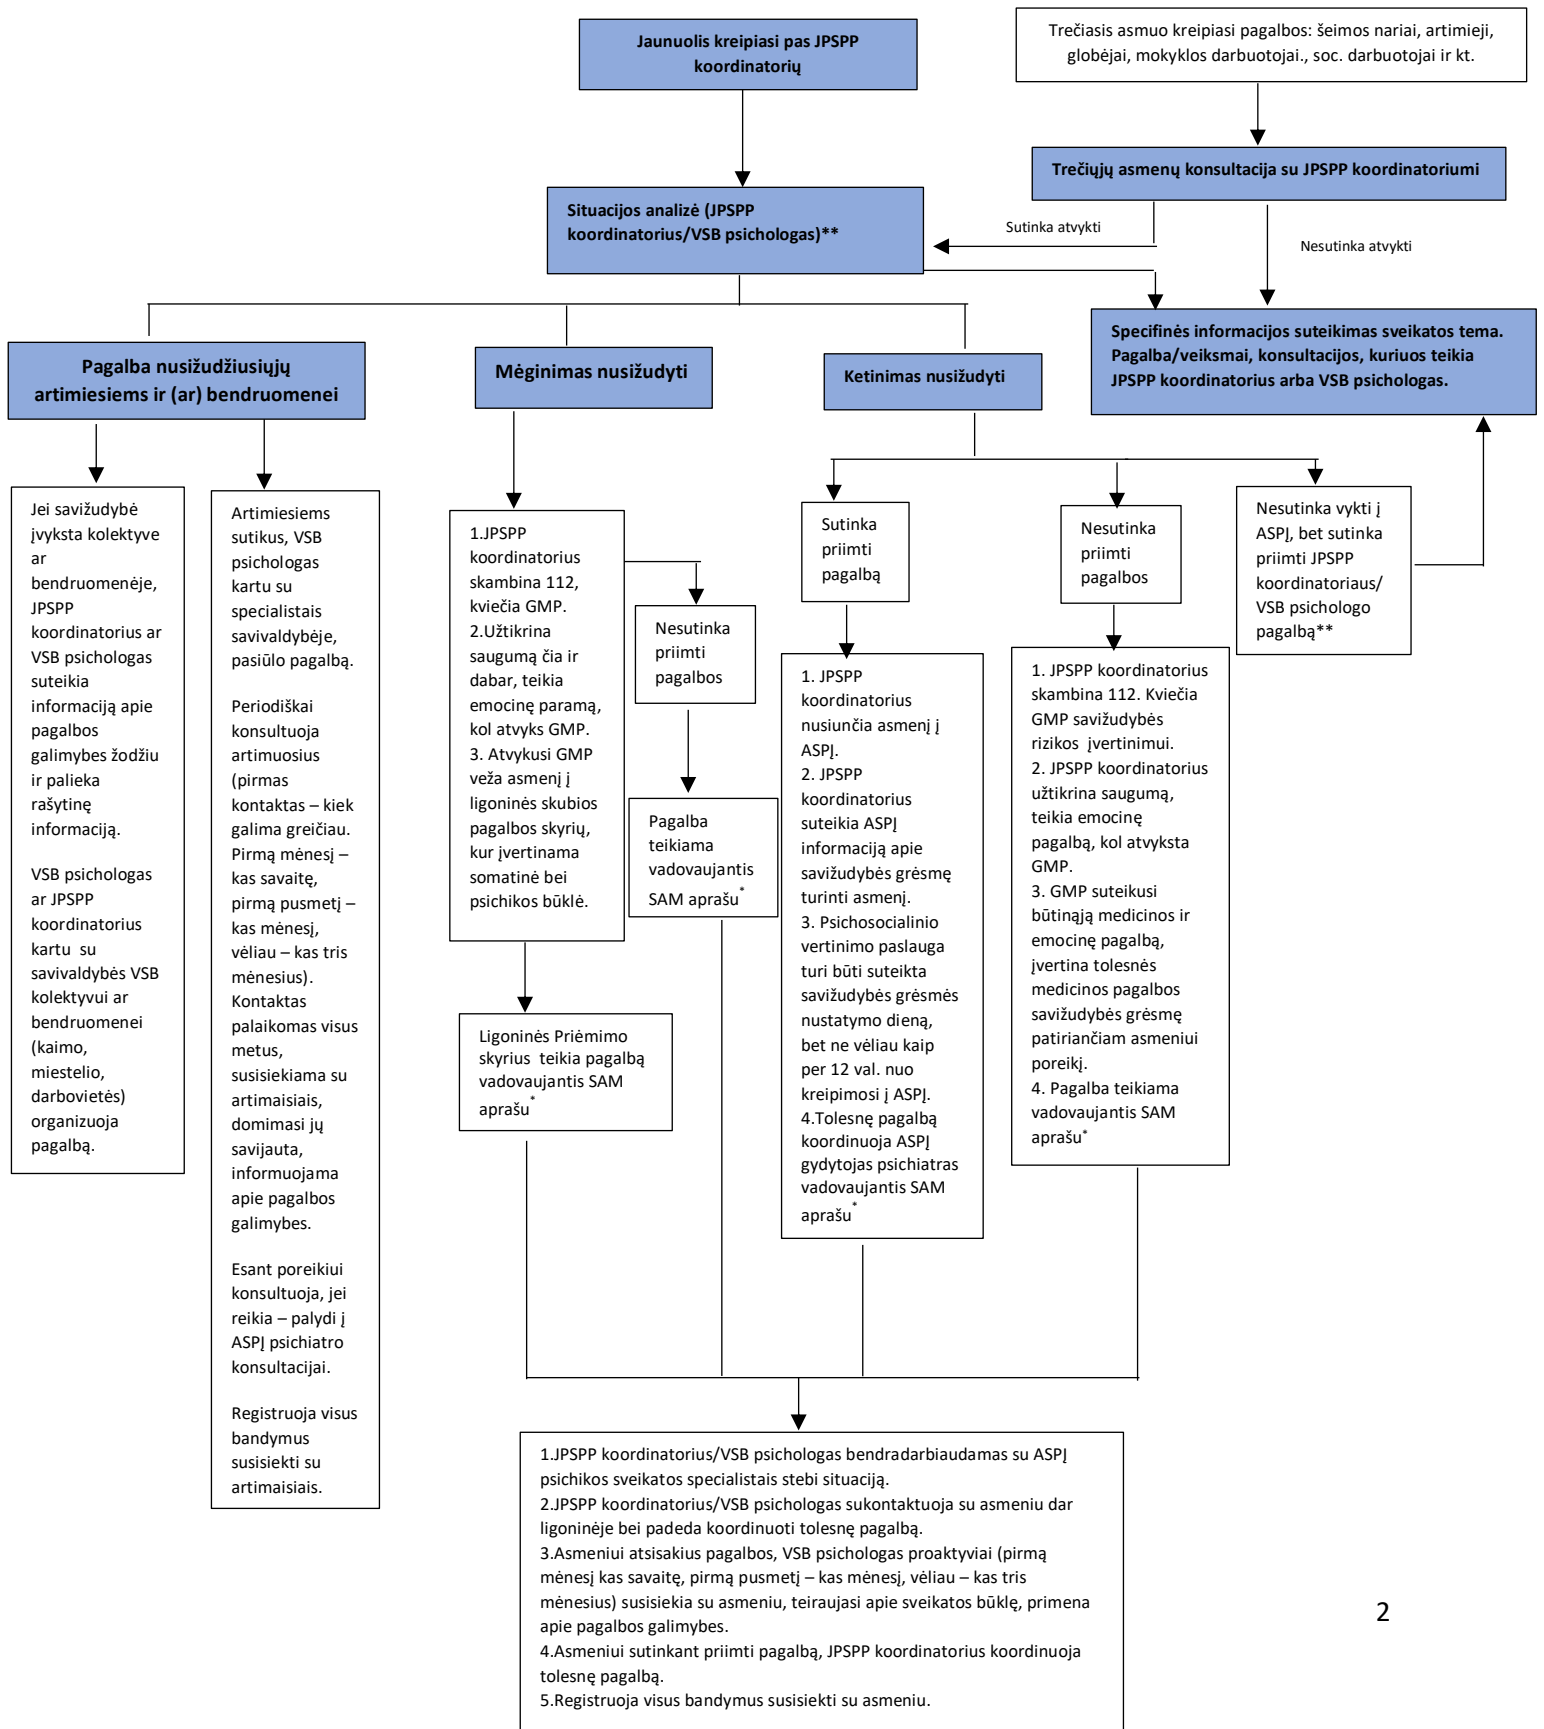 Jaunuolis kreipiasi pas JPSPP
koordinatorių
Trečiasis asmuo kreipiasi pagalbos: šeimos nariai, artimieji,
globėjai, mokyklos darbuotojai., soc. darbuotojai ir kt.
Trečiųjų asmenų konsultacija su JPSPP koordinatoriumi
Situacijos analizė (JPSPP
koordinatorius/VSB psichologas)**
Sutinka atvykti
Nesutinka atvykti
Specifinės informacijos suteikimas sveikatos tema.
Pagalba/veiksmai, konsultacijos, kuriuos teikia
JPSPP koordinatorius arba VSB psichologas.
Pagalba nusižudžiusiųjų
artimiesiems ir (ar) bendruomenei
Mėginimas nusižudyti
Ketinimas nusižudyti
Jei savižudybė
įvyksta kolektyve
ar
bendruomenėje,
JPSPP
koordinatorius ar
VSB psichologas
suteikia
informaciją apie
pagalbos
galimybes žodžiu
ir palieka
rašytinę
informaciją.
VSB psichologas
ar JPSPP
koordinatorius
kartu su
savivaldybės VSB
kolektyvui ar
bendruomenei
(kaimo,
miestelio,
darbovietės)
organizuoja
pagalbą.
Artimiesiems
sutikus, VSB
psichologas
kartu su
specialistais
savivaldybėje,
pasiūlo pagalbą.
Periodiškai
konsultuoja
artimuosius
(pirmas
kontaktas – kiek
galima greičiau.
Pirmą mėnesį –
kas savaitę,
pirmą pusmetį –
kas mėnesį,
vėliau – kas tris
mėnesius).
Kontaktas
palaikomas visus
metus,
susisiekiama su
artimaisiais,
domimasi jų
savijauta,
informuojama
apie pagalbos
galimybes.
Esant poreikiui
konsultuoja, jei
reikia – palydi į
ASPĮ psichiatro
konsultacijai.
Registruoja visus
bandymus
susisiekti su
artimaisiais.
1.JPSPP
koordinatorius
skambina 112,
kviečia GMP.
2.Užtikrina
saugumą čia ir
dabar, teikia
emocinę paramą,
kol atvyks GMP.
3. Atvykusi GMP
veža asmenį į
ligoninės skubios
pagalbos skyrių,
kur įvertinama
somatinė bei
psichikos būklė.
Nesutinka
priimti
pagalbos
Pagalba
teikiama
vadovaujantis
SAM aprašu*
Ligoninės Priėmimo
skyrius teikia pagalbą
vadovaujantis SAM
aprašu*
Sutinka
priimti
pagalbą
1. JPSPP
koordinatorius
nusiunčia asmenį į
ASPĮ.
2. JPSPP
koordinatorius
suteikia ASPĮ
informaciją apie
savižudybės grėsmę
turinti asmenį.
3. Psichosocialinio
vertinimo paslauga
turi būti suteikta
savižudybės grėsmės
nustatymo dieną,
bet ne vėliau kaip
per 12 val. nuo
kreipimosi į ASPĮ.
4.Tolesnę pagalbą
koordinuoja ASPĮ
gydytojas psichiatras
vadovaujantis SAM
aprašu*
Nesutinka
priimti
pagalbos
1. JPSPP koordinatorius
skambina 112. Kviečia
GMP savižudybės
rizikos įvertinimui.
2. JPSPP koordinatorius
užtikrina saugumą,
teikia emocinę
pagalbą, kol atvyksta
GMP.
3. GMP suteikusi
būtinąją medicinos ir
emocinę pagalbą,
įvertina tolesnės
medicinos pagalbos
savižudybės grėsmę
patiriančiam asmeniui
poreikį.
4. Pagalba teikiama
vadovaujantis SAM
aprašu*
Nesutinka vykti į
ASPĮ, bet sutinka
priimti JPSPP
koordinatoriaus/
VSB psichologo
pagalbą**
1.JPSPP koordinatorius/VSB psichologas bendradarbiaudamas su ASPĮ
psichikos sveikatos specialistais stebi situaciją.
2.JPSPP koordinatorius/VSB psichologas sukontaktuoja su asmeniu dar
ligoninėje bei padeda koordinuoti tolesnę pagalbą.
3.Asmeniui atsisakius pagalbos, VSB psichologas proaktyviai (pirmą
mėnesį kas savaitę, pirmą pusmetį – kas mėnesį, vėliau – kas tris
mėnesius) susisiekia su asmeniu, teiraujasi apie sveikatos būklę, primena
apie pagalbos galimybes.
4.Asmeniui sutinkant priimti pagalbą, JPSPP koordinatorius koordinuoja
tolesnę pagalbą.
5.Registruoja visus bandymus susisiekti su asmeniu.
2